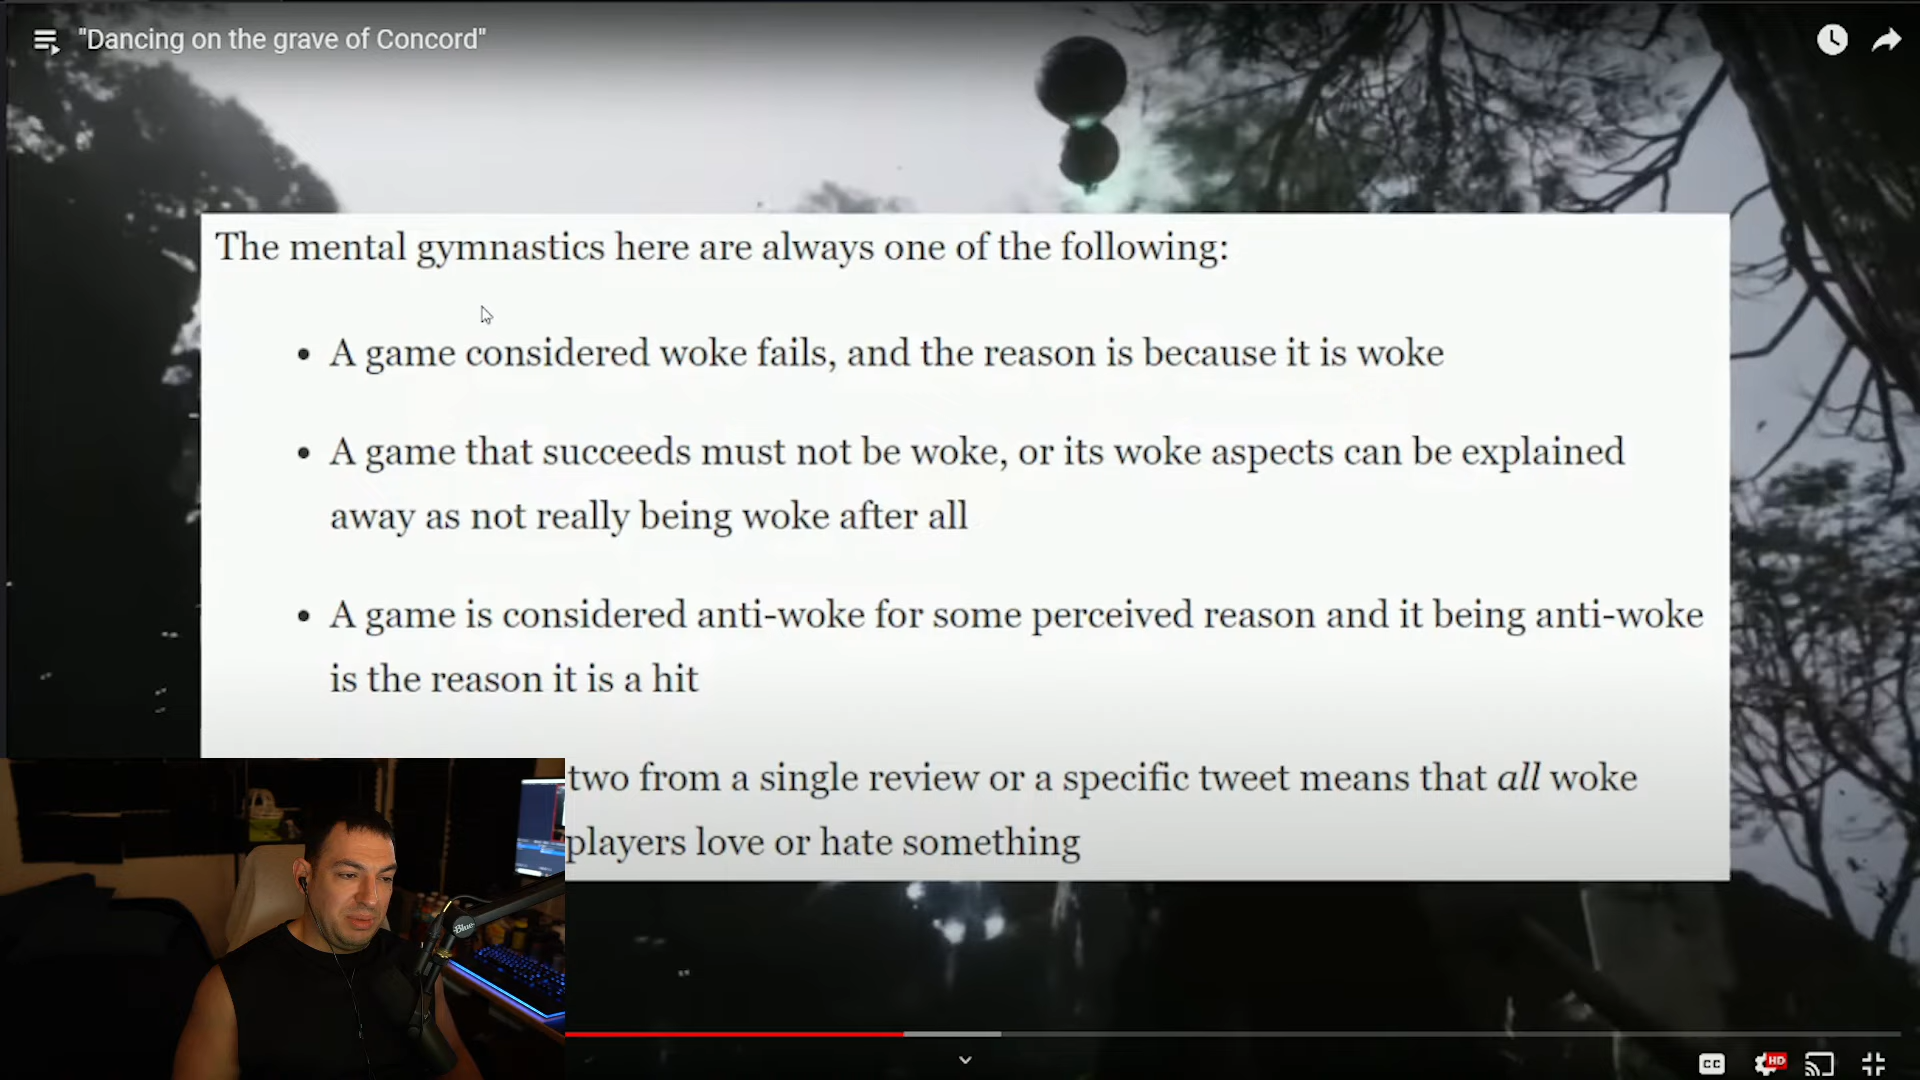 "Dancing on the grave of Concord"
The mental gymnastics here are always one of the following:
• A game considered woke fails, and the reason is because it is woke
• A game that succeeds must not be woke, or its woke aspects can be explained
away as not really being woke after all
• A game is considered anti-woke for some perceived reason and it being anti-woke
is the reason it is a hit
two from a single review or a specific tweet means that all woke
players love or hate something
Blue
CC
HD